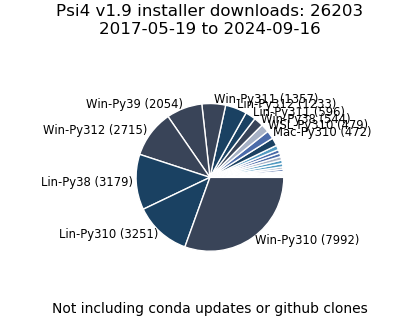 Psi4 v1.9 installer downloads: 26203
2017-05-19 to 2024-09-16
Win-Py311 (1357)
Lin-Py312 (1233)
Lin-Py311 (596)
Win-Py38 (544)
WSL-Py310 (479)
Mac-Py310 (472)
Win-Py39 (2054)
Win-Py312 (2715)
Lin-Py38 (3179)
Lin-Py310 (3251)
Win-Py310 (7992)
Not including conda updates or github clones